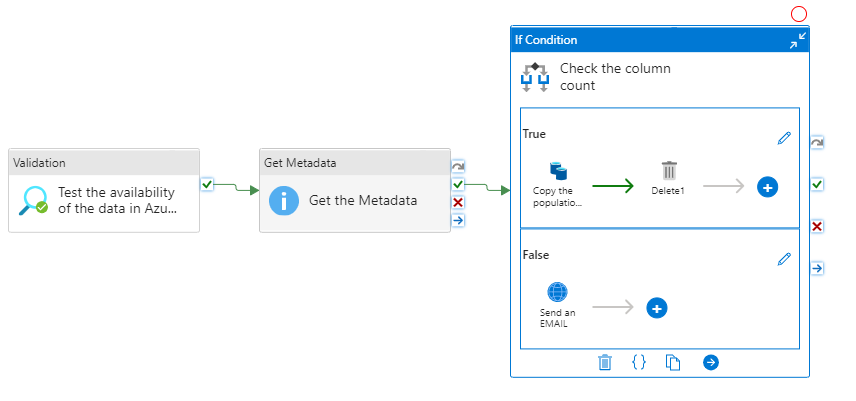 Validation
Test the availability
of the data in Azu...
Get Metadata
Get the Metadata
If Condition
Check the column
count
True
Copy the
populatio...
Delete1
False
Send an
EMAIL